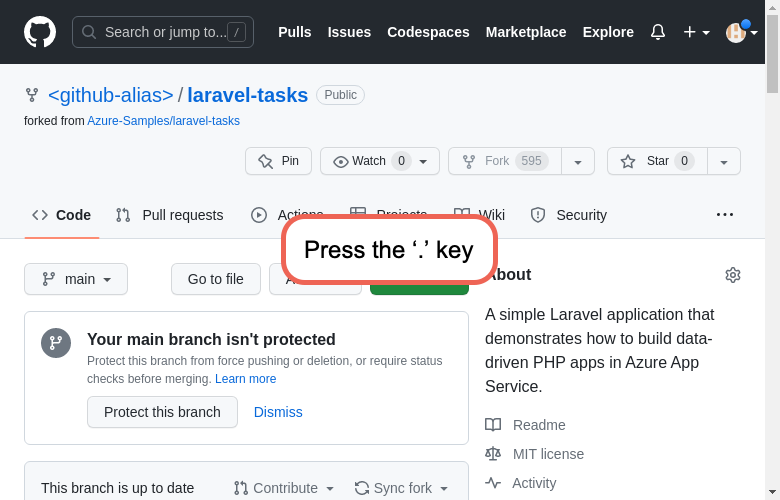 Search or jump to... /
Pulls Issues Codespaces Marketplace Explore
<github-alias> / laravel-tasks Public
forked from Azure-Samples/laravel-tasks
Pin Watch 0 Fork 595 Star 0
Code Pull requests Actions Projects Wiki Security
Press the ‘.’ key
main Go to file
About
Your main branch isn't protected
Protect this branch from force pushing or deletion, or require status
checks before merging. Learn more
Protect this branch Dismiss
A simple Laravel application that
demonstrates how to build data-
driven PHP apps in Azure App
Service.
Readme
MIT license
Activity
This branch is up to date Contribute Sync fork